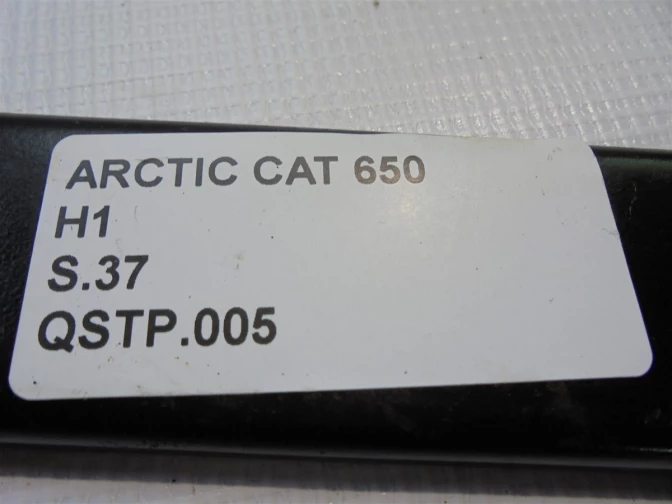 ARCTIC CAT 650
H1
S.37
QSTP.005